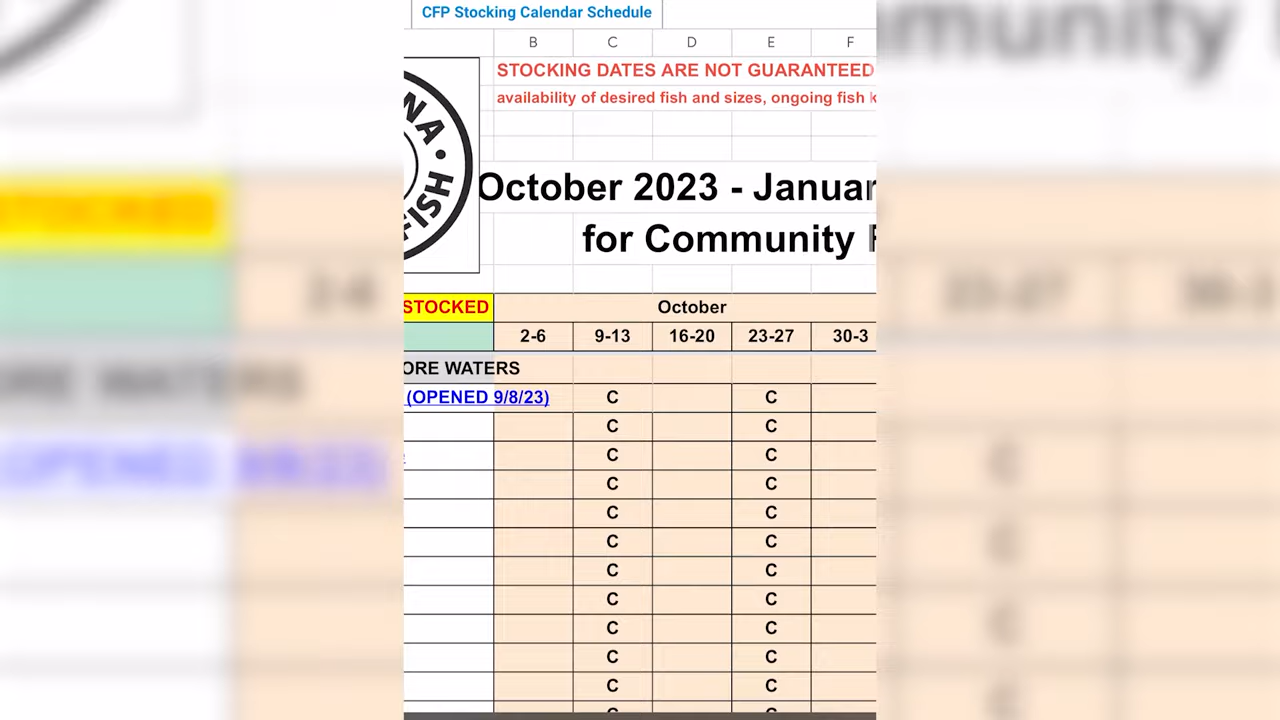 CFP Stocking Calendar Schedule
B C D E F
STOCKING DATES ARE NOT GUARANTEED
availability of desired fish and sizes, ongoing fish
October 2023 -
for Community
STOCKED October
2-6 9-13 16-20 23-27 30-3
WATERS
(OPENED 9/8/23) C C
C C
C C
C C
C C
C C
C C
C C
C C
C C
C C
C C